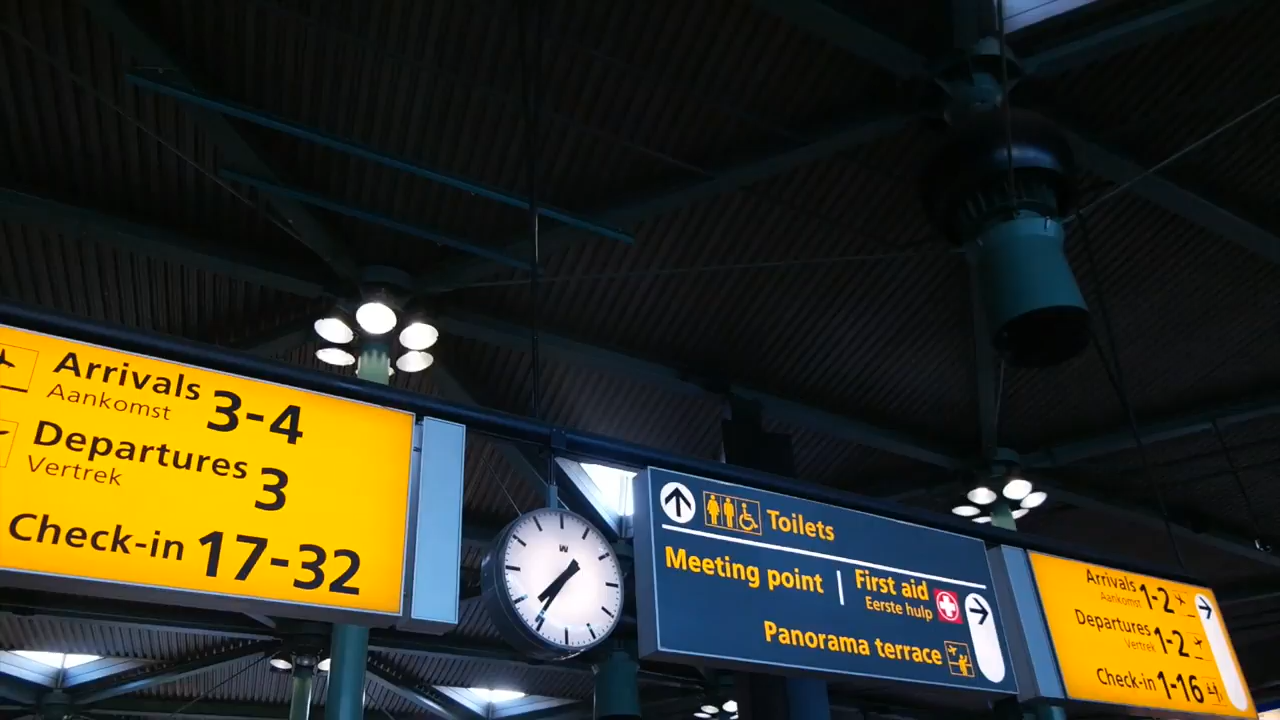 Arrivals 3-4
Aankomst
Departures 3
Vertrek
Check-in 17-32
Toilets
Meeting point
First aid
Eerste hulp
Panorama terrace
Arrivals 1-2
Aankomst
Departures 1-2
Vertrek
Check-in 1-16